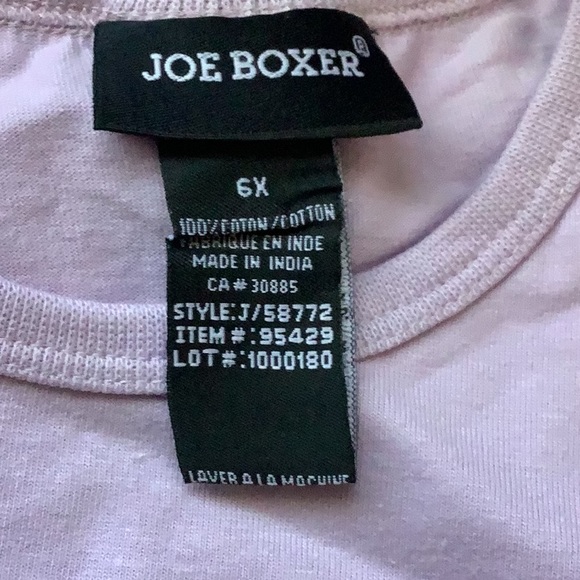 JOE BOXER®
6X
100% COTON / COTTON
FABRIQUE EN INDE
MADE IN INDIA
CA# 30885
STYLE:J/58772
ITEM #:95429
LOT#:1000180
LAVER A LA MACHINE